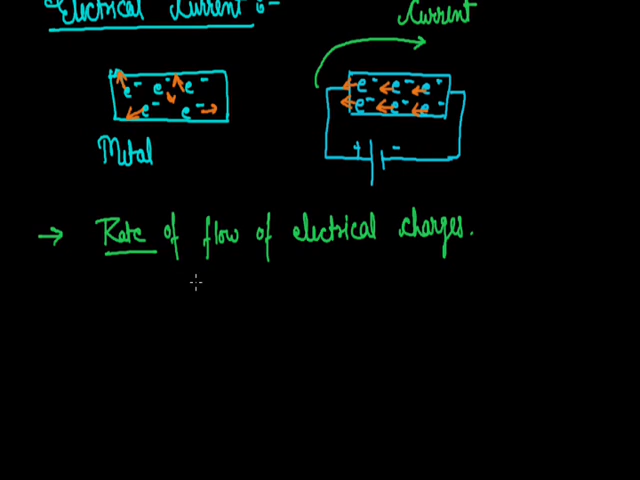 Electrical Current :-
Current
e⁻ e⁻ e⁻
e⁻ e⁻
e⁻ e⁻ e⁻
e⁻ e⁻ e⁻
Metal
+ -
→ Rate of flow of electrical charges.